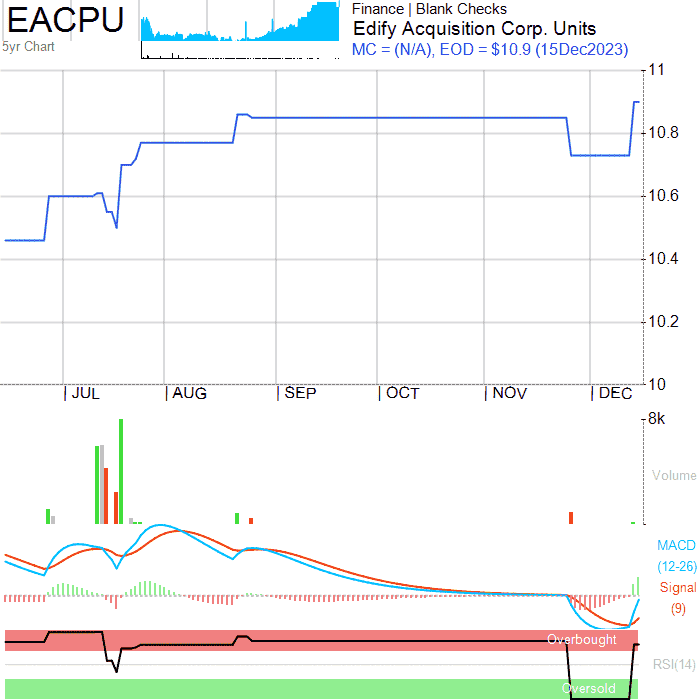 EACPU
5yr Chart
Finance | Blank Checks
Edify Acquisition Corp. Units
MC = (N/A), EOD = $10.9 (15Dec2023)
11
10.8
10.6
10.4
10.2
10
JUL AUG SEP OCT NOV DEC
8k
Volume
MACD
(12-26)
Signal
(9)
Overbought
RSI(14)
Oversold